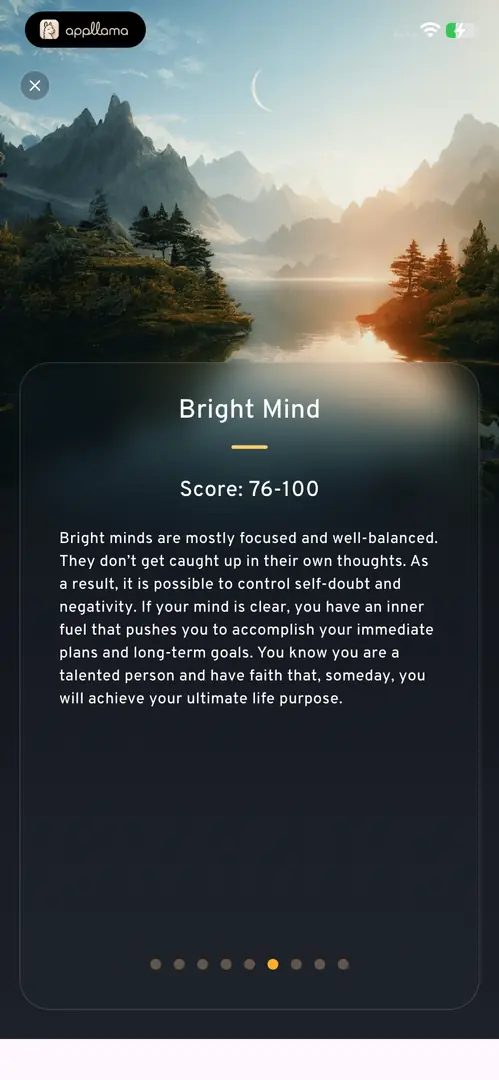 appllama
Bright Mind
Score: 76-100
Bright minds are mostly focused and well-balanced.
They don’t get caught up in their own thoughts. As
a result, it is possible to control self-doubt and
negativity. If your mind is clear, you have an inner
fuel that pushes you to accomplish your immediate
plans and long-term goals. You know you are a
talented person and have faith that, someday, you
will achieve your ultimate life purpose.